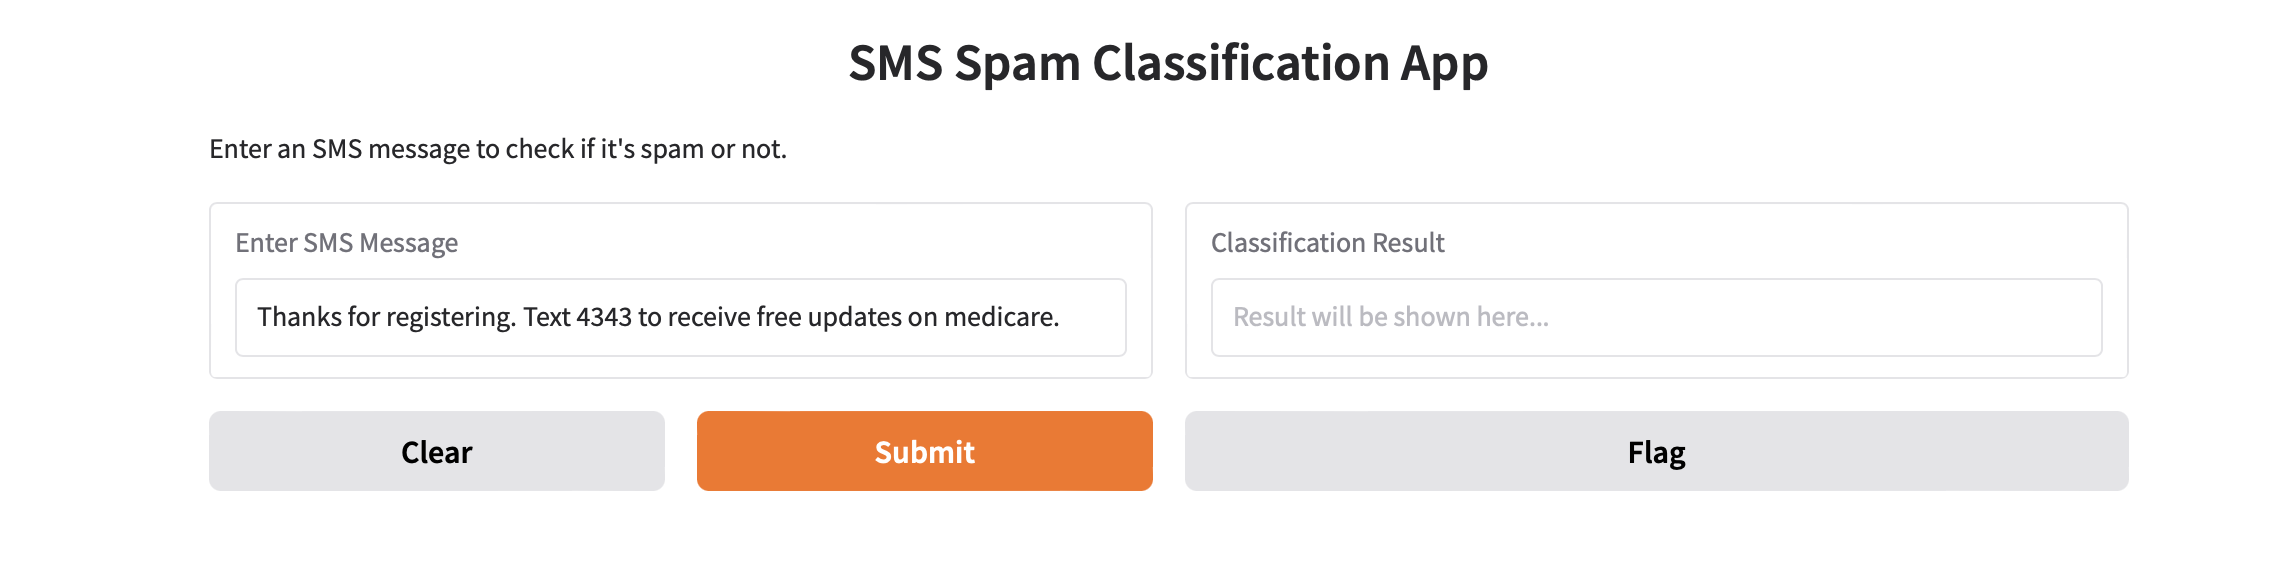 SMS Spam Classification App
Enter an SMS message to check if it's spam or not.
Enter SMS Message
Thanks for registering. Text 4343 to receive free updates on medicare.
Classification Result
Result will be shown here...
Clear
Submit
Flag